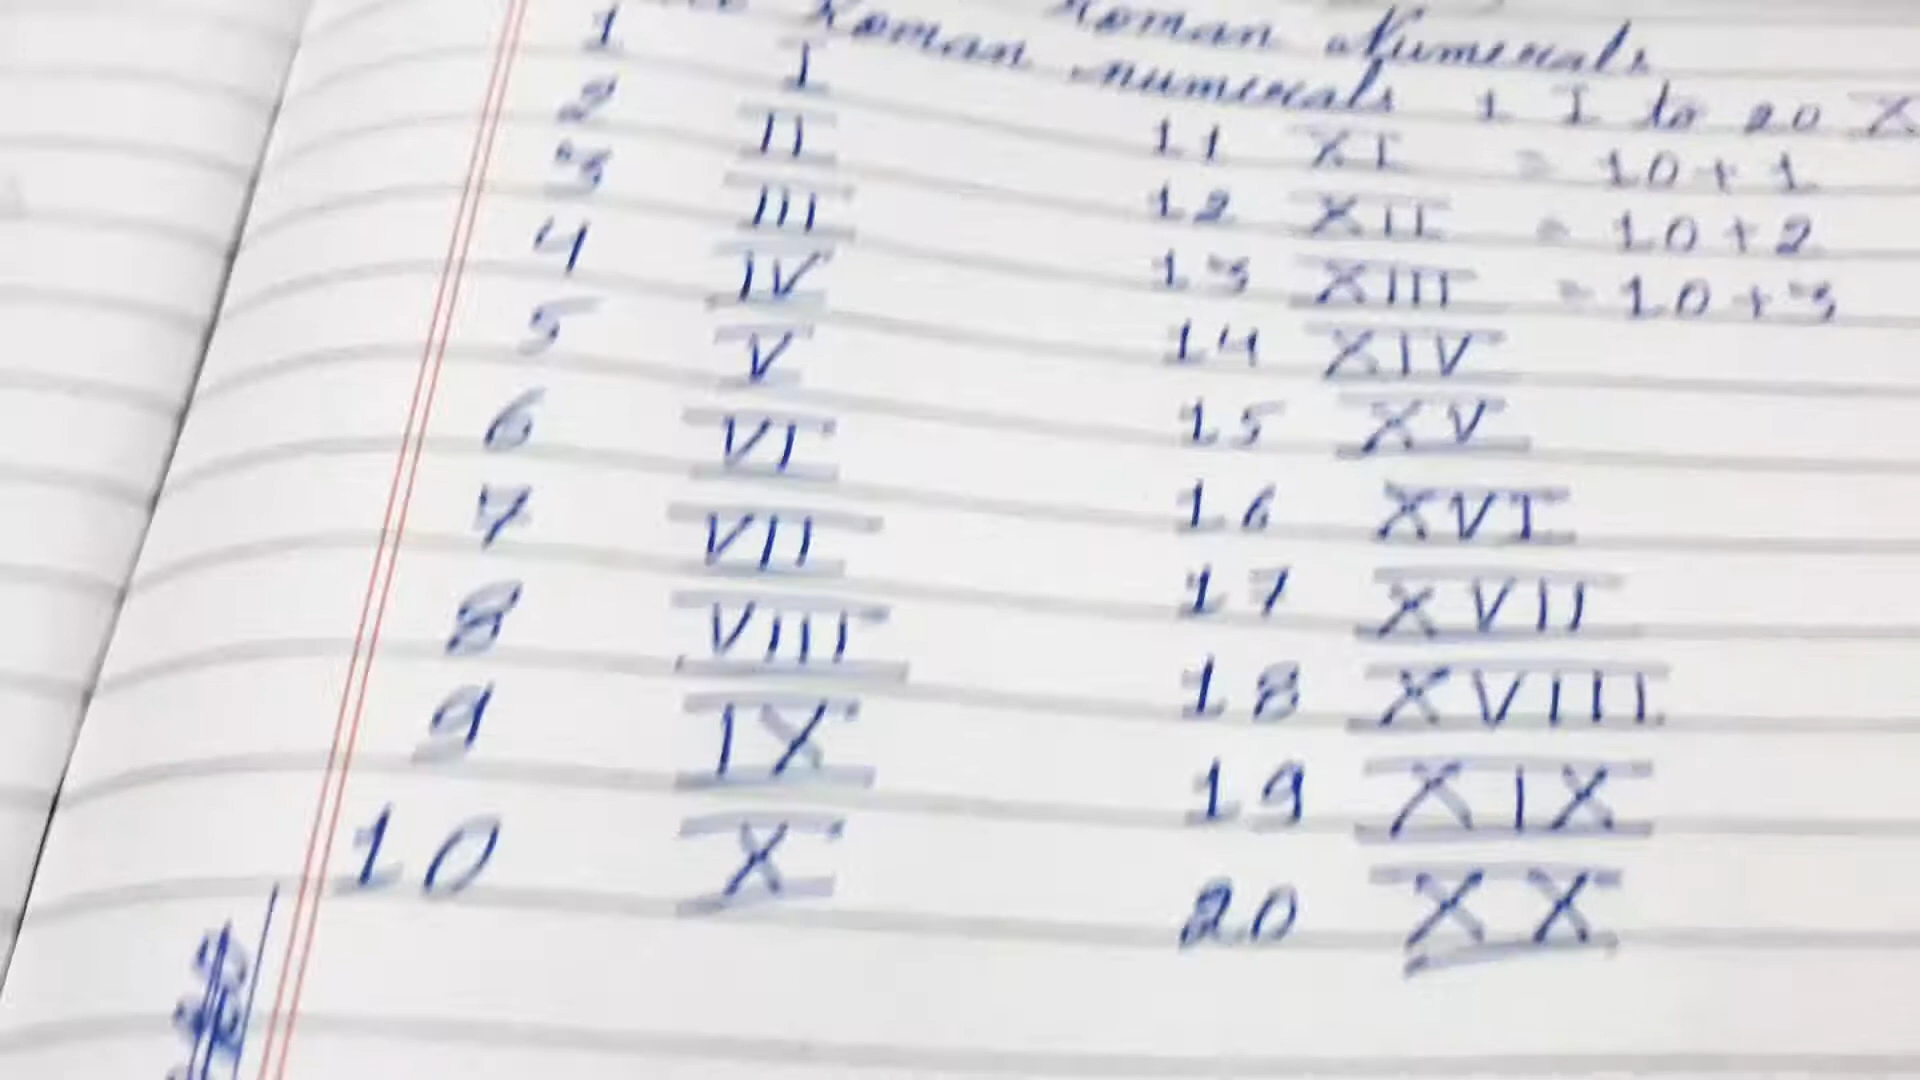 Roman Numerals
Roman numerals 1 I to 20 X
1 I
2 II
3 III
4 IV
5 V
6 VI
7 VII
8 VIII
9 IX
10 X
11 XI = 10 + 1
12 XII = 10 + 2
13 XIII = 10 + 3
14 XIV
15 XV
16 XVI
17 XVII
18 XVIII
19 XIX
20 XX